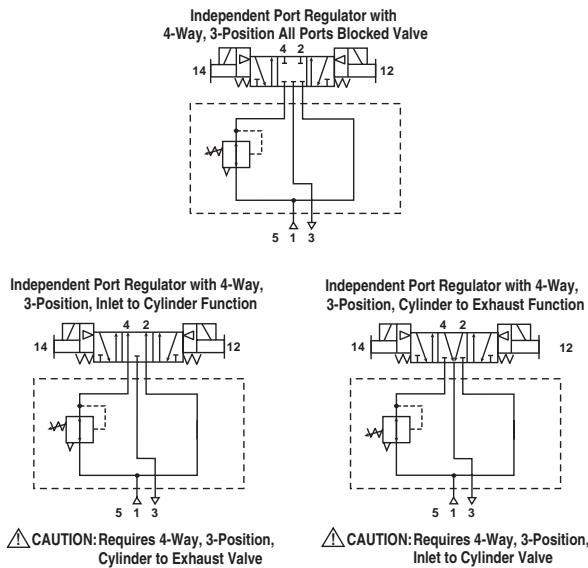 Independent Port Regulator with
4-Way, 3-Position All Ports Blocked Valve
4 2
14 12
5 1 3
Independent Port Regulator with 4-Way,
3-Position, Inlet to Cylinder Function
4 2
14 12
5 1 3
⚠ CAUTION: Requires 4-Way, 3-Position,
Cylinder to Exhaust Valve
Independent Port Regulator with 4-Way,
3-Position, Cylinder to Exhaust Function
4 2
14 12
5 1 3
⚠ CAUTION: Requires 4-Way, 3-Position,
Inlet to Cylinder Valve